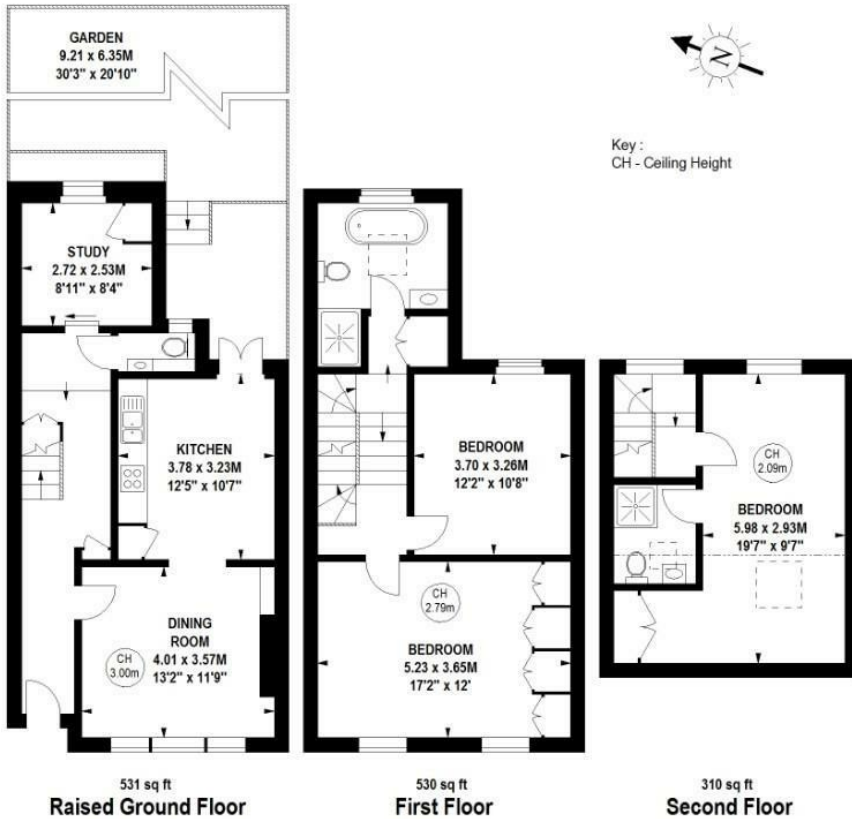 GARDEN
9.21 x 6.35M
30'3" x 20'10"
N
Key :
CH - Ceiling Height
STUDY
2.72 x 2.53M
8'11" x 8'4"
KITCHEN
3.78 x 3.23M
12'5" x 10'7"
DINING
ROOM
4.01 x 3.57M
13'2" x 11'9"
CH
3.00m
531 sq ft
Raised Ground Floor
BEDROOM
3.70 x 3.26M
12'2" x 10'8"
CH
2.79m
BEDROOM
5.23 x 3.65M
17'2" x 12'
530 sq ft
First Floor
CH
2.09m
BEDROOM
5.98 x 2.93M
19'7" x 9'7"
310 sq ft
Second Floor